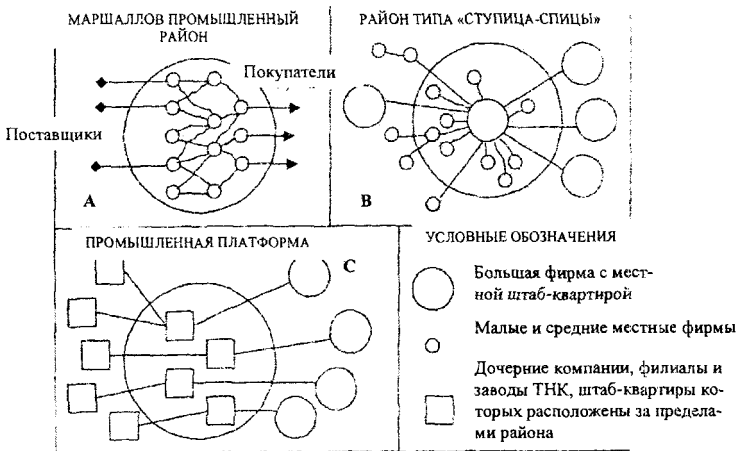 МАРШАЛЛОВ ПРОМЫШЛЕННЫЙ
РАЙОН
Покупатели
Поставщики
А
РАЙОН ТИПА «СТУПИЦА-СПИЦЫ»
В
ПРОМЫШЛЕННАЯ ПЛАТФОРМА
С
УСЛОВНЫЕ ОБОЗНАЧЕНИЯ
Большая фирма с мест-
ной штаб-квартирой
Малые и средние местные фирмы
Дочерние компании, филиалы и
заводы ТНК, штаб-квартиры ко-
торых расположены за предела-
ми района